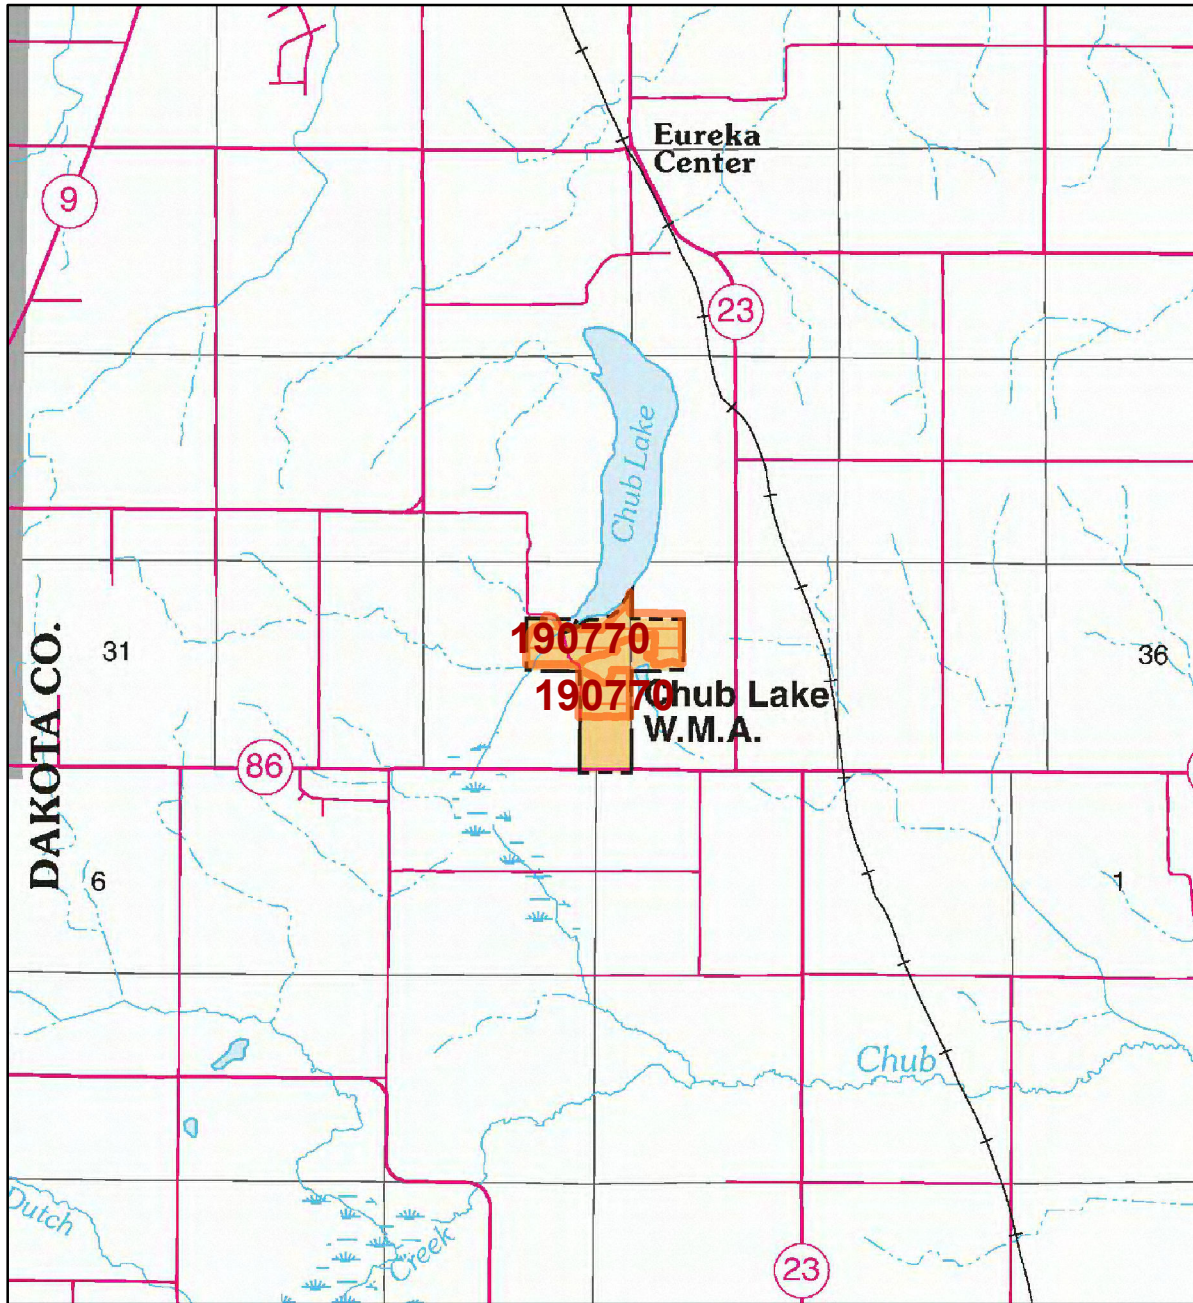 Eureka
Center
9
23
Chub Lake
190770
31
36
190770
Chub Lake
W.M.A.
DAKOTA CO.
86
6
1
Chub
Dutch
Creek
23